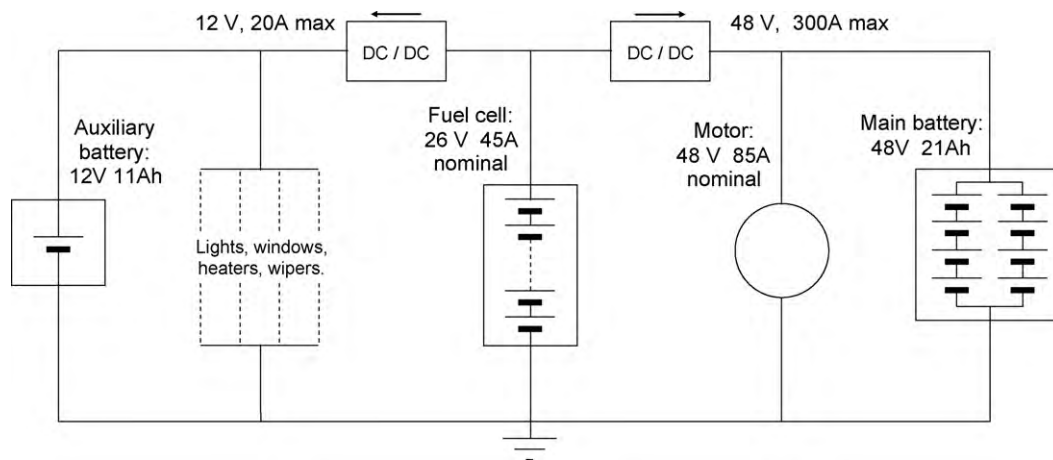 12 V, 20A max
48 V, 300A max
DC / DC
DC / DC
Auxiliary
battery:
12V 11Ah
Lights, windows,
heaters, wipers.
Fuel cell:
26 V 45A
nominal
Motor:
48 V 85A
nominal
Main battery:
48V 21Ah